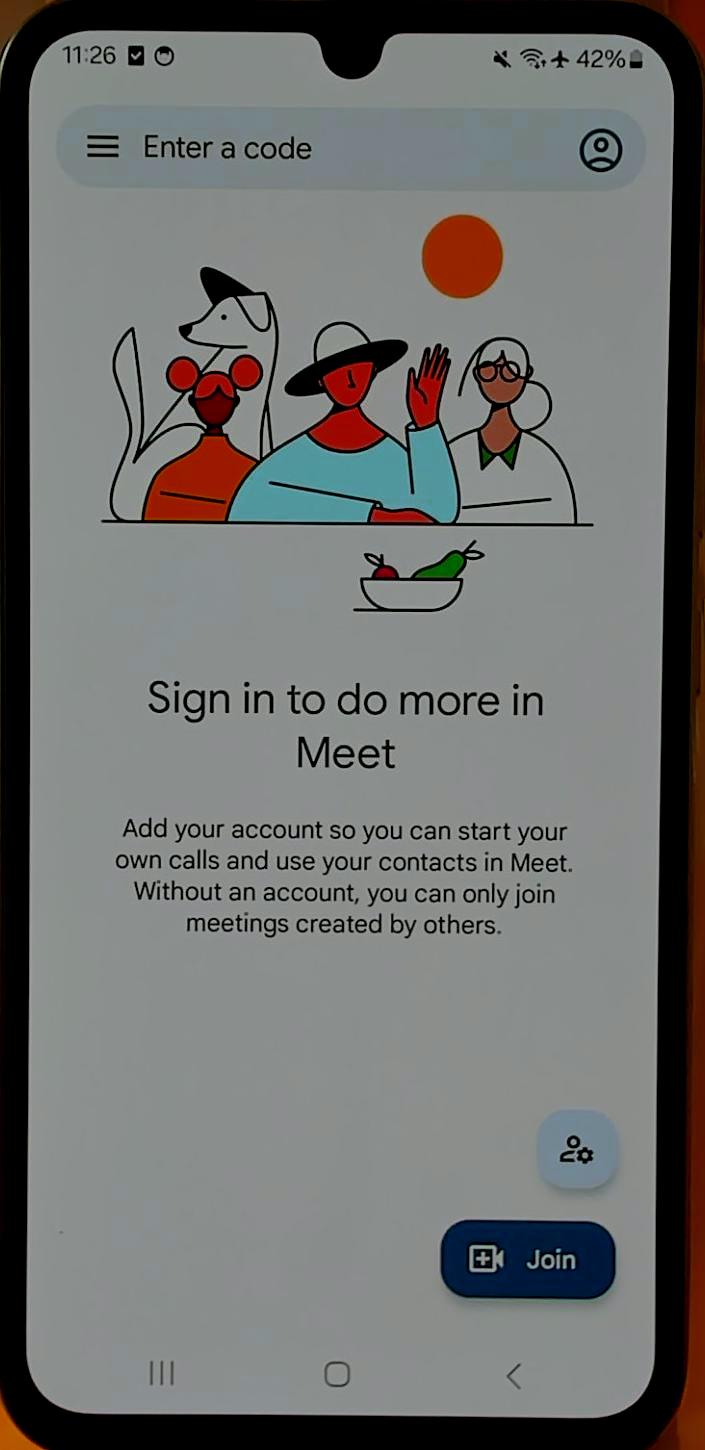 11:26
42%
Enter a code
Sign in to do more in
Meet
Add your account so you can start your
own calls and use your contacts in Meet.
Without an account, you can only join
meetings created by others.
Join